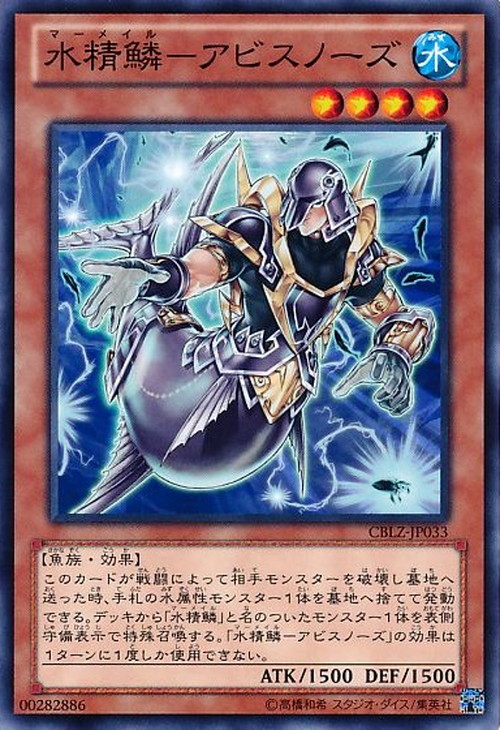 マーメイル
水精鱗－アビスノーズ
水
CBLZ-JP033
【魚族・効果】
このカードが戦闘によって相手モンスターを破壊し墓地へ
送った時、手札の水属性モンスター1体を墓地へ捨てて発動
できる。デッキから「水精鱗」と名のついたモンスター1体を表側
守備表示で特殊召喚する。「水精鱗－アビスノーズ」の効果は
1ターンに1度しか使用できない。
ATK/1500 DEF/1500
00282886 ©高橋和希 スタジオ・ダイス/集英社